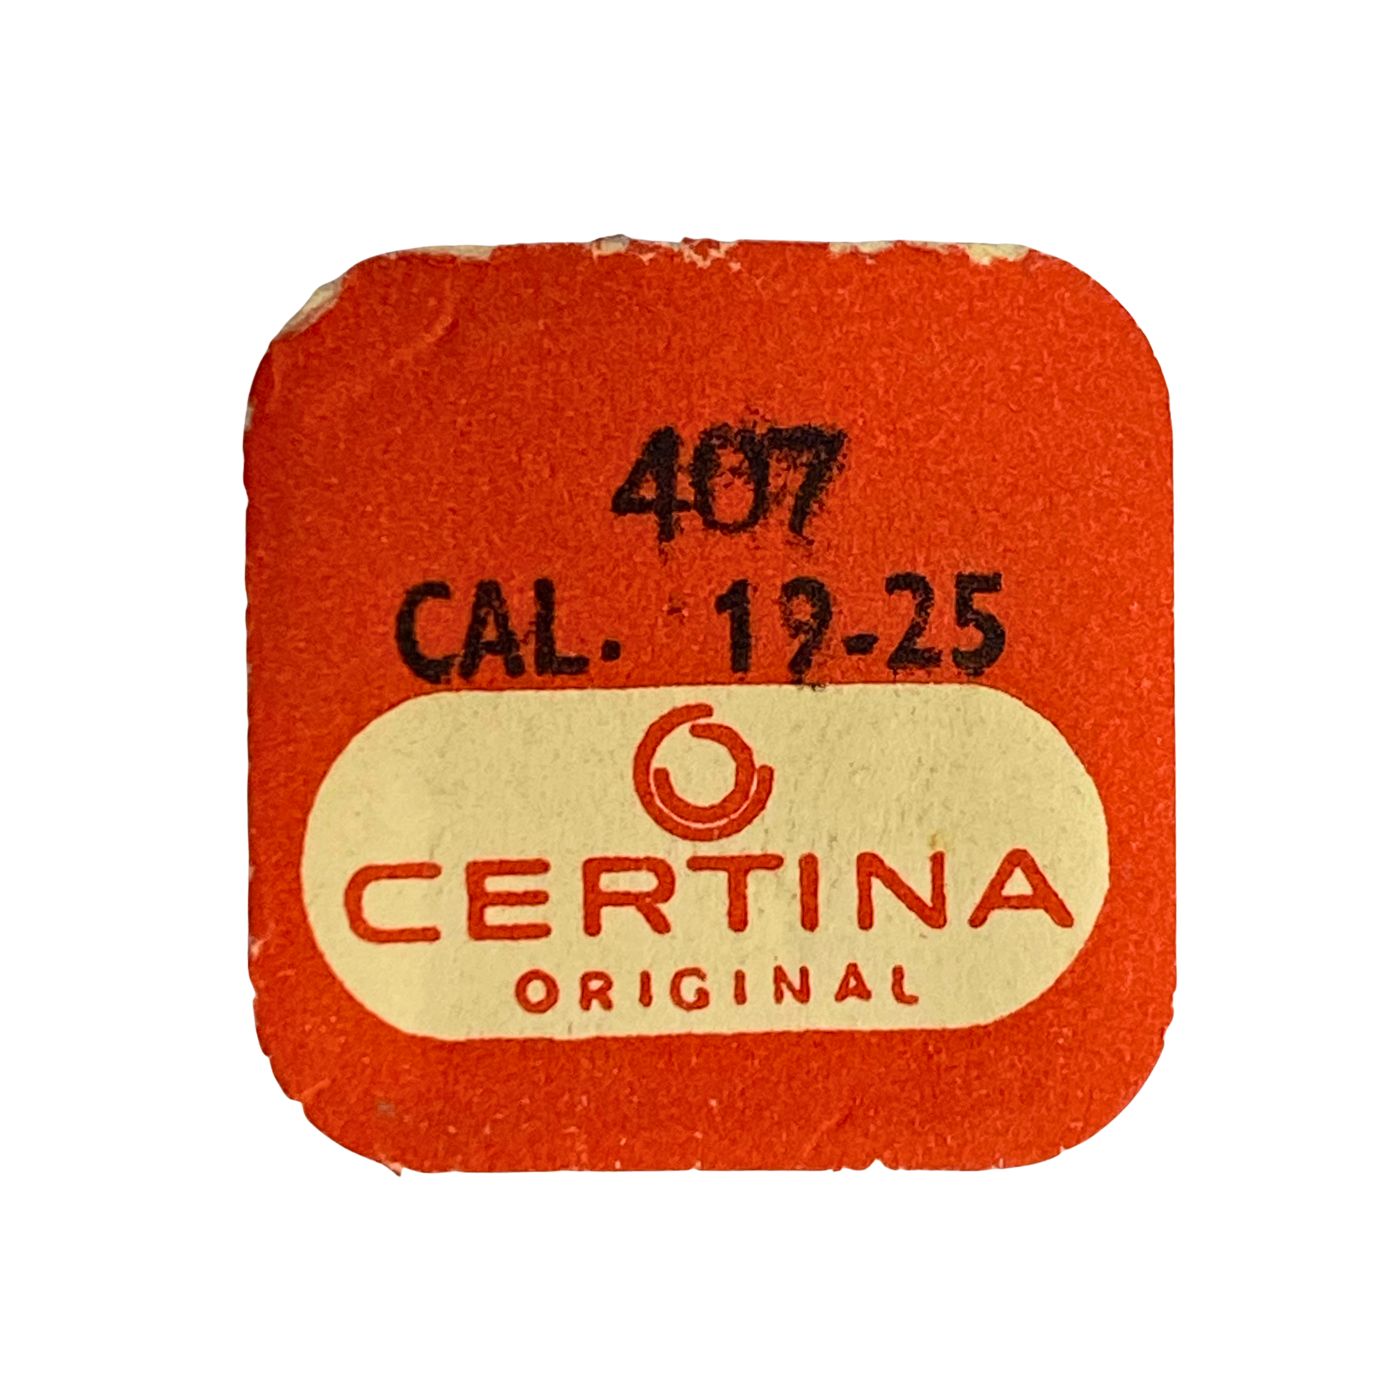 407
CAL. 19-25
CERTINA
ORIGINAL